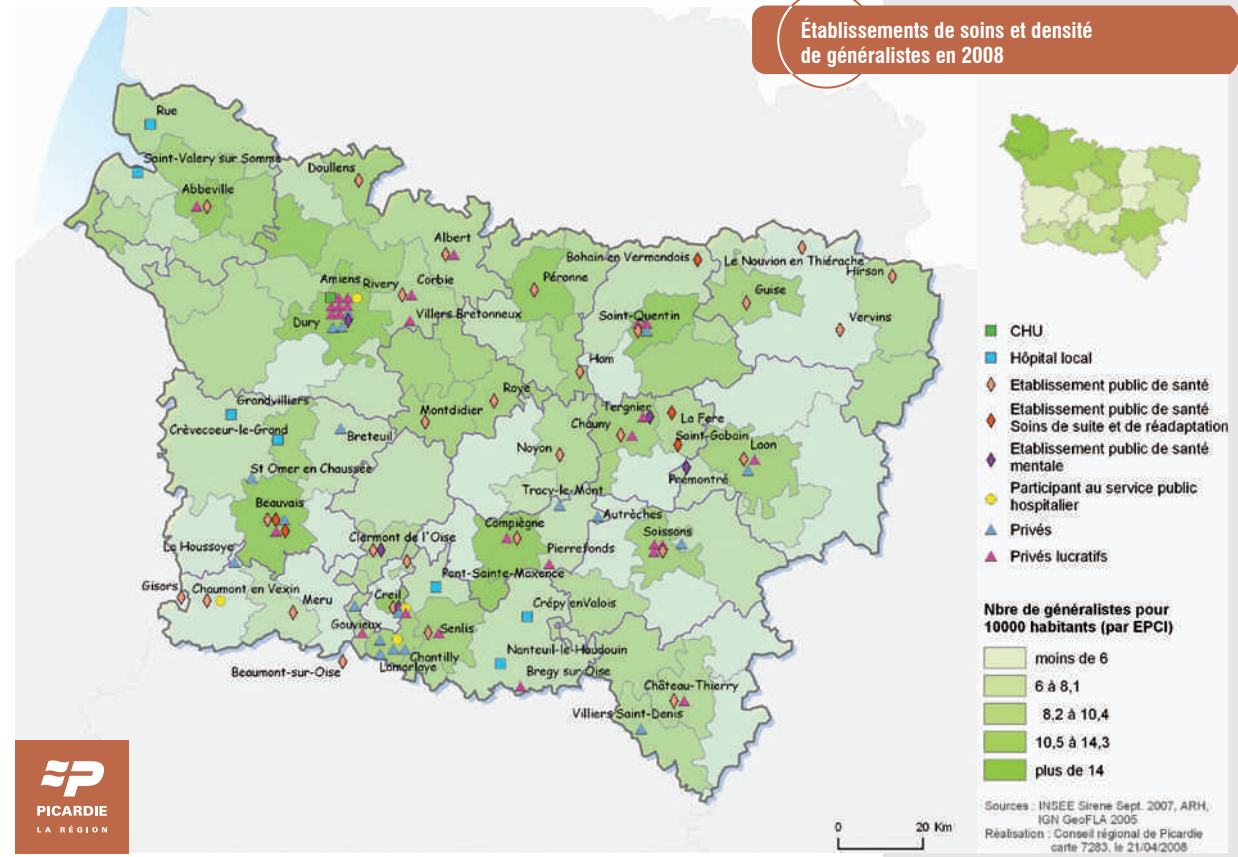 Établissements de soins et densité
de généralistes en 2008
Rue
Saint-Valery sur Somme
Doullens
Abbeville
Albert
Bohain en Vermandois
Le Nouvion en Thiérache
Hirson
Amiens
Rivery
Corbie
Péronne
Guise
Dury
Villers Bretonneux
Saint-Quentin
Vervins
Ham
Grandvilliers
Roye
Montdidier
Tergnier
La Fere
Crèvecoeur-le-Grand
Breteuil
Chauny
Saint-Gobain
Laon
Noyon
St Omer en Chaussée
Prémontré
Tracy-le-Mont
Beauvais
Autrèches
Compiègne
Clermont de l'Oise
Soissons
La Houssoye
Pierrefonds
Pont-Sainte-Maxence
Gisors
Chaumont en Vexin
Meru
Creil
Crépy enValois
Gouvieux
Senlis
Chantilly
Nanteuil-le-Haudouin
Beaumont-sur-Oise
Lamorlaye
Bregy sur Oise
Château-Thierry
Villiers Saint-Denis
CHU
Hôpital local
Etablissement public de santé
Etablissement public de santé
Soins de suite et de réadaptation
Etablissement public de santé
mentale
Participant au service public
hospitalier
Privés
Privés lucratifs
Nbre de généralistes pour
10000 habitants (par EPCI)
moins de 6
6 à 8,1
8,2 à 10,4
10,5 à 14,3
plus de 14
Sources : INSEE Sirene Sept. 2007, ARH,
IGN GeoFLA 2005
Réalisation : Conseil régional de Picardie
carte 7283, le 21/04/2008
0 20 Km
PICARDIE
LA RÉGION